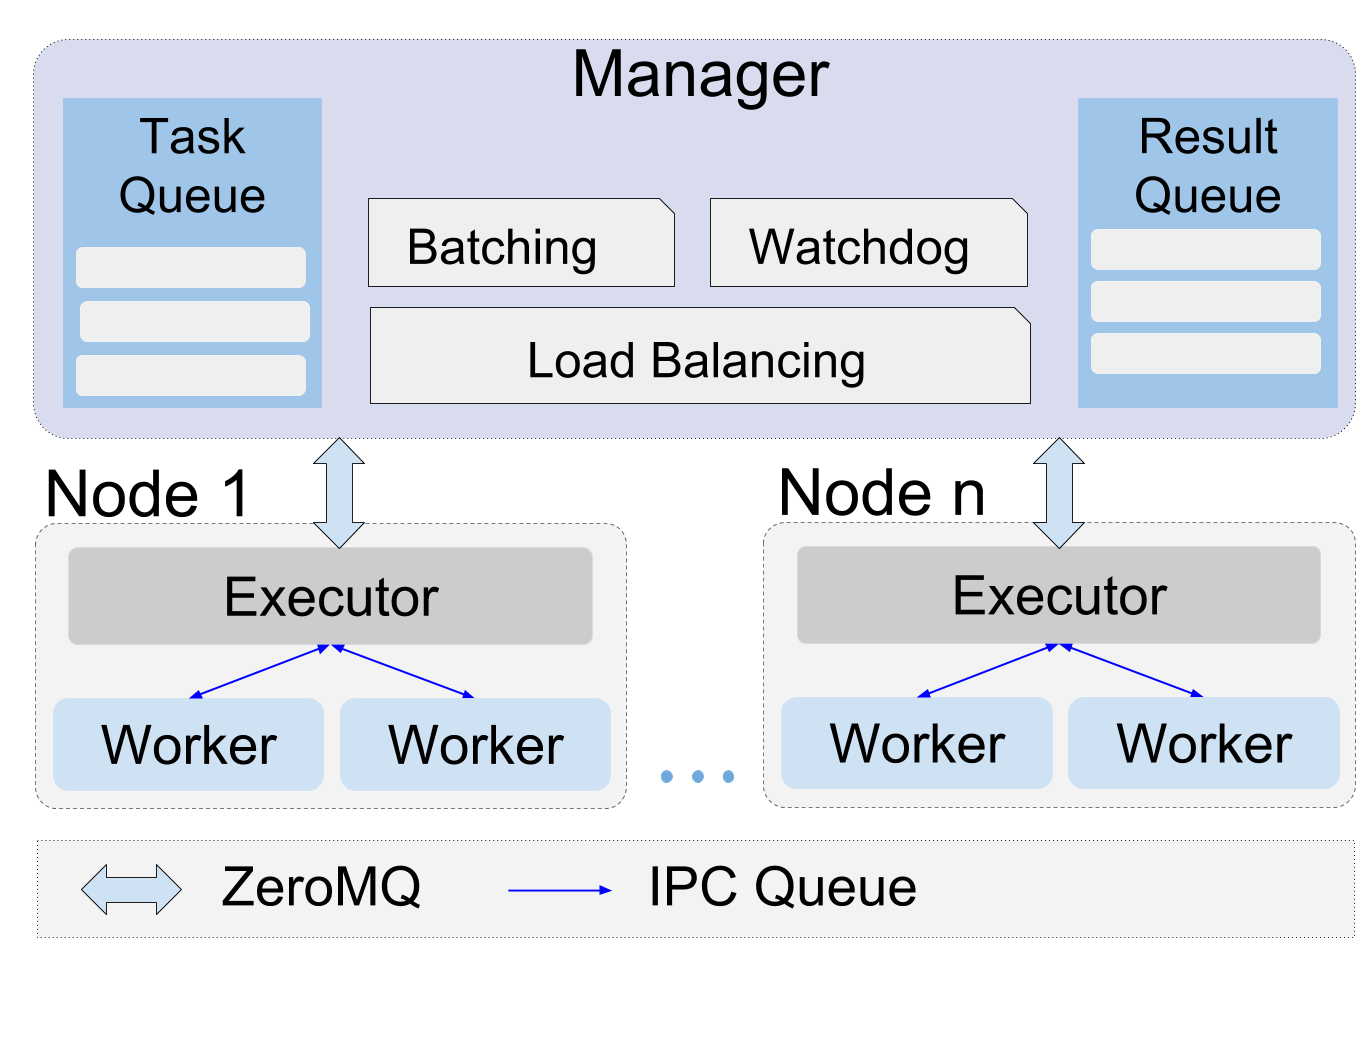 Manager
Task
Queue
Result
Queue
Batching
Watchdog
Load Balancing
Node 1
Node n
Executor
Executor
Worker
Worker
Worker
Worker
ZeroMQ
IPC Queue